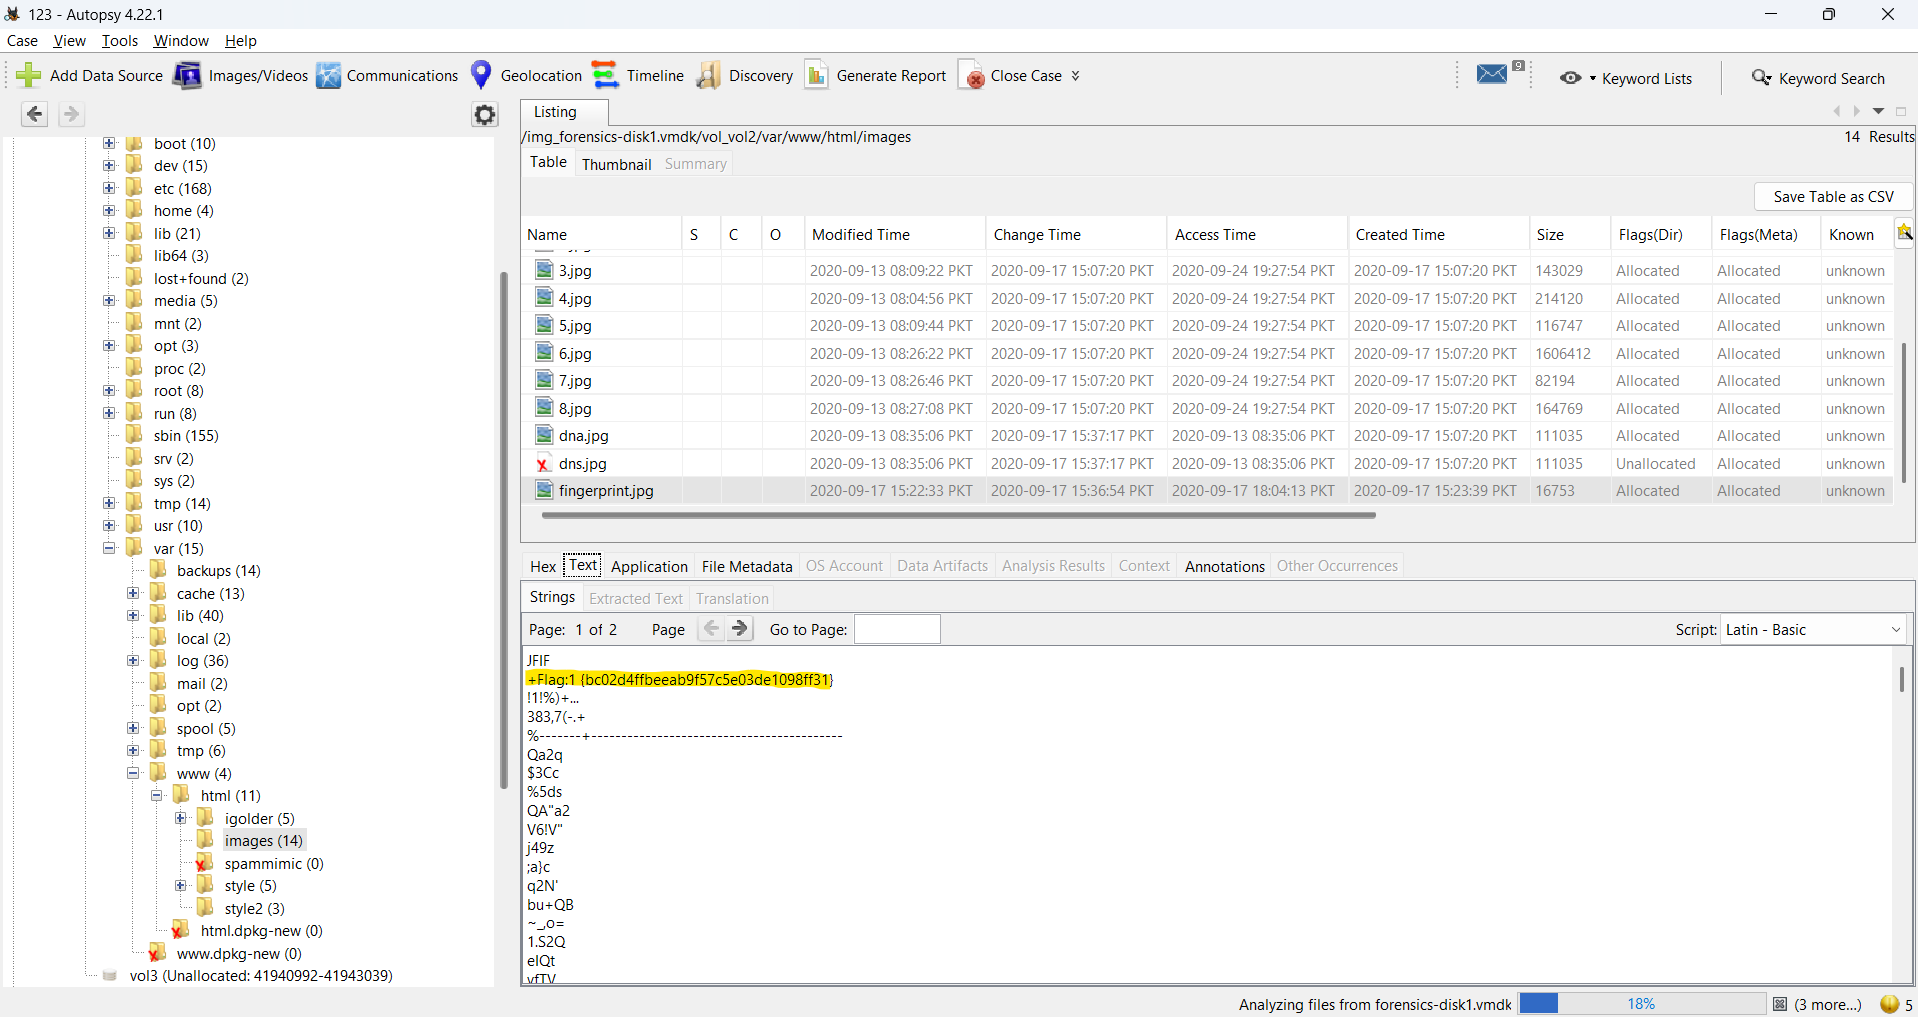 123 - Autopsy 4.22.1
Case View Tools Window Help
Add Data Source Images/Videos Communications Geolocation Timeline Discovery Generate Report Close Case 9 Keyword Lists Keyword Search
Listing
/img_forensics-disk1.vmdk/vol_vol2/var/www/html/images 14 Results
Table Thumbnail Summary
Save Table as CSV
Name S C O Modified Time Change Time Access Time Created Time Size Flags(Dir) Flags(Meta) Known
3.jpg 2020-09-13 08:09:22 PKT 2020-09-17 15:07:20 PKT 2020-09-24 19:27:54 PKT 2020-09-17 15:07:20 PKT 143029 Allocated Allocated unknown
4.jpg 2020-09-13 08:04:56 PKT 2020-09-17 15:07:20 PKT 2020-09-24 19:27:54 PKT 2020-09-17 15:07:20 PKT 214120 Allocated Allocated unknown
5.jpg 2020-09-13 08:09:44 PKT 2020-09-17 15:07:20 PKT 2020-09-24 19:27:54 PKT 2020-09-17 15:07:20 PKT 116747 Allocated Allocated unknown
6.jpg 2020-09-13 08:26:22 PKT 2020-09-17 15:07:20 PKT 2020-09-24 19:27:54 PKT 2020-09-17 15:07:20 PKT 1606412 Allocated Allocated unknown
7.jpg 2020-09-13 08:26:46 PKT 2020-09-17 15:07:20 PKT 2020-09-24 19:27:54 PKT 2020-09-17 15:07:20 PKT 82194 Allocated Allocated unknown
8.jpg 2020-09-13 08:27:08 PKT 2020-09-17 15:07:20 PKT 2020-09-24 19:27:54 PKT 2020-09-17 15:07:20 PKT 164769 Allocated Allocated unknown
dna.jpg 2020-09-13 08:35:06 PKT 2020-09-17 15:37:17 PKT 2020-09-13 08:35:06 PKT 2020-09-17 15:07:20 PKT 111035 Allocated Allocated unknown
dns.jpg 2020-09-13 08:35:06 PKT 2020-09-17 15:37:17 PKT 2020-09-13 08:35:06 PKT 2020-09-17 15:07:20 PKT 111035 Unallocated Allocated unknown
fingerprint.jpg 2020-09-17 15:22:33 PKT 2020-09-17 15:36:54 PKT 2020-09-17 18:04:13 PKT 2020-09-17 15:23:39 PKT 16753 Allocated Allocated unknown
boot (10)
dev (15)
etc (168)
home (4)
lib (21)
lib64 (3)
lost+found (2)
media (5)
mnt (2)
opt (3)
proc (2)
root (8)
run (8)
sbin (155)
srv (2)
sys (2)
tmp (14)
usr (10)
var (15)
backups (14)
cache (13)
lib (40)
local (2)
log (36)
mail (2)
opt (2)
spool (5)
tmp (6)
www (4)
html (11)
igolder (5)
images (14)
spammimic (0)
style (5)
style2 (3)
html.dpkg-new (0)
www.dpkg-new (0)
vol3 (Unallocated: 41940992-41943039)
Hex Text Application File Metadata OS Account Data Artifacts Analysis Results Context Annotations Other Occurrences
Strings Extracted Text Translation
Page: 1 of 2 Page Go to Page: Script: Latin - Basic
JFIF
+Flag:1 {bc02d4ffbeeab9f57c5e03de1098ff31}
!1!%)+...
383,7(-.+
%-------+------------------------------------------
Qa2q
$3Cc
%5ds
QA"a2
V6!V"
j49z
;a}c
q2N'
bu+QB
~_,o=
1.S2Q
Analyzing files from forensics-disk1.vmdk 18% (3 more...) 5